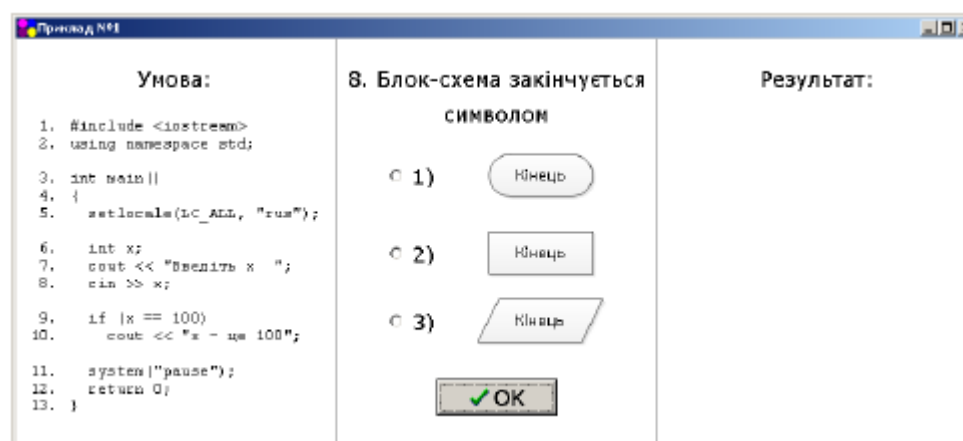 Приклад №1
Умова:
1. #include <iostream>
2. using namespace std;
3. int main()
4. {
5. setlocale(LC_ALL, "rus");
6. int x;
7. cout << "Введіть x ";
8. cin >> x;
9. if (x == 100)
10. cout << "x - це 100";
11. system("pause");
12. return 0;
13. }
8. Блок-схема закінчується
символом
1) Кінець
2) Кінець
3) Кінець
OK
Результат: